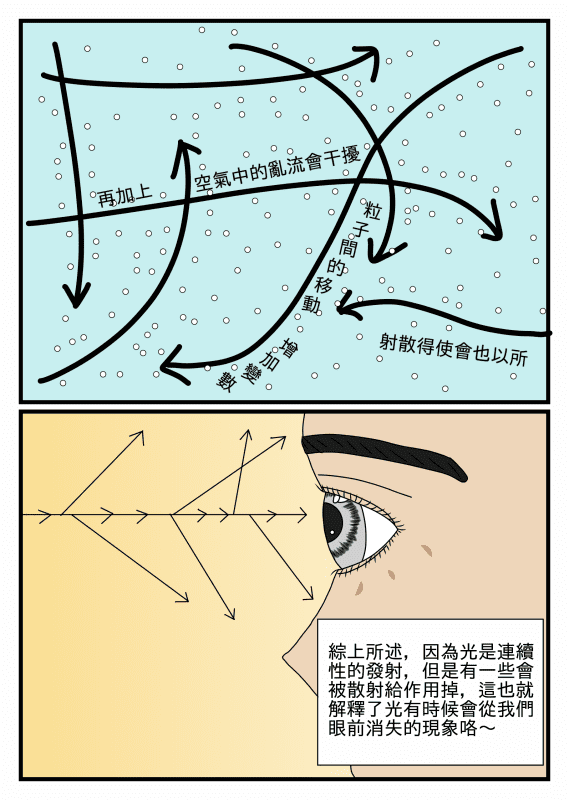 再加上
空氣中的亂流會干擾
粒子間的移動
增加變數
射散得使會也以所
綜上所述，因為光是連續
性的發射，但是有一些會
被散射給作用掉，這也就
解釋了光有時候會從我們
眼前消失的現象咯～